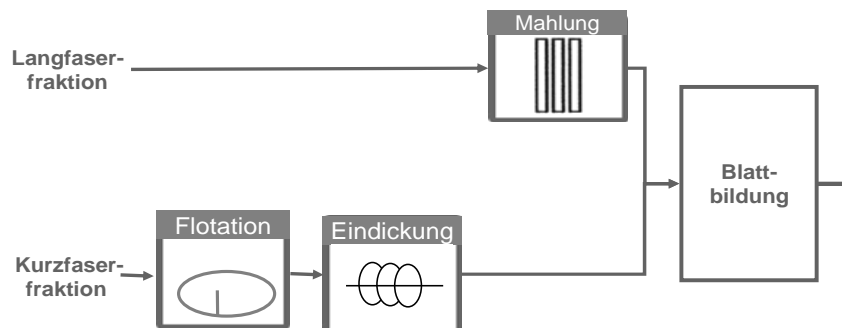 Mahlung
Langfaser-
fraktion
Blatt-
bildung
Flotation
Eindickung
Kurzfaser-
fraktion